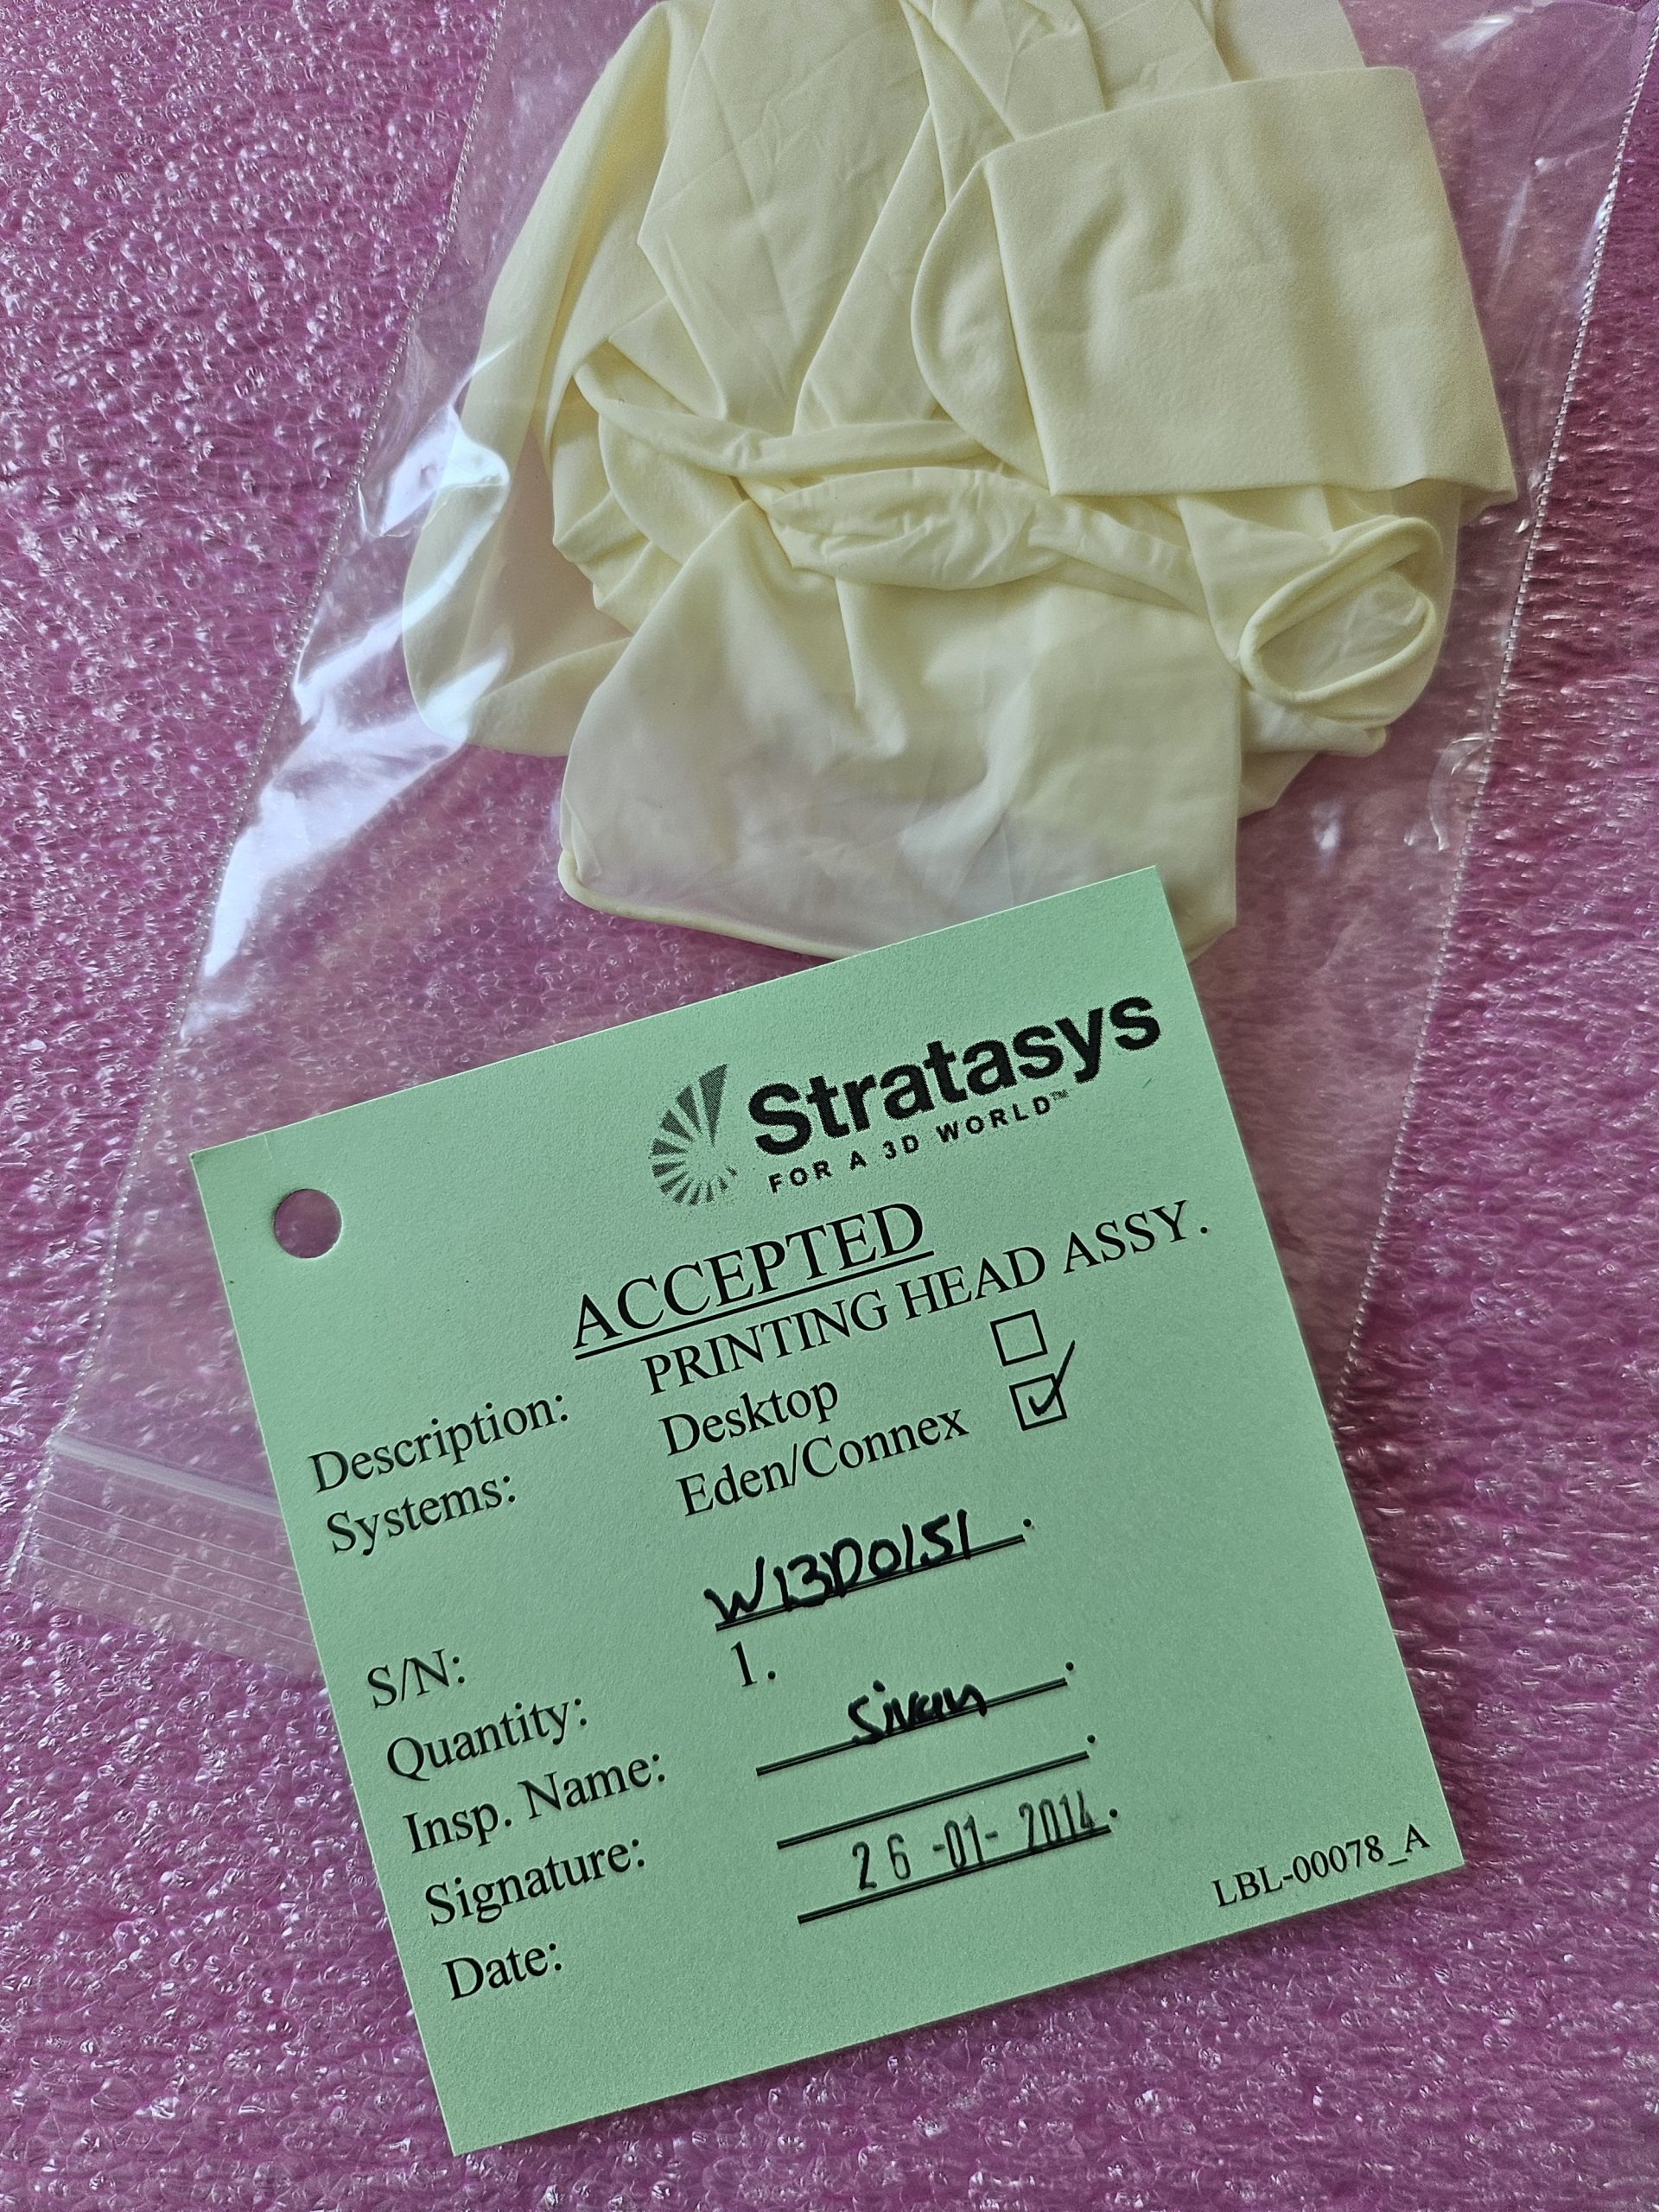 Stratasys
FOR A 3D WORLD™
ACCEPTED
Description: PRINTING HEAD ASSY.
Systems: Desktop ☐
Eden/Connex ☑
S/N: W13D0151.
Quantity: 1.
Insp. Name: Sivan.
Signature: .
Date: 26-01-2014.
LBL-00078_A